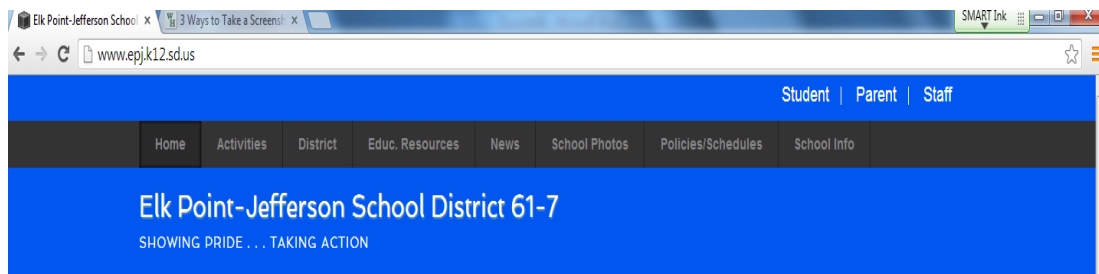 Elk Point-Jefferson School
3 Ways to Take a Screensh
SMART Ink
www.epj.k12.sd.us
Student | Parent | Staff
Home Activities District Educ. Resources News School Photos Policies/Schedules School Info
Elk Point-Jefferson School District 61-7
SHOWING PRIDE . . . TAKING ACTION